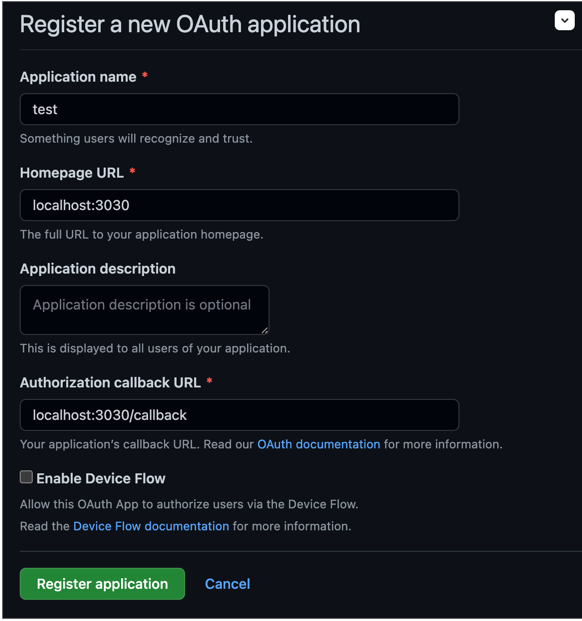 Register a new OAuth application
Application name *
test
Something users will recognize and trust.
Homepage URL *
localhost:3030
The full URL to your application homepage.
Application description
Application description is optional
This is displayed to all users of your application.
Authorization callback URL *
localhost:3030/callback
Your application’s callback URL. Read our OAuth documentation for more information.
Enable Device Flow
Allow this OAuth App to authorize users via the Device Flow.
Read the Device Flow documentation for more information.
Register application Cancel